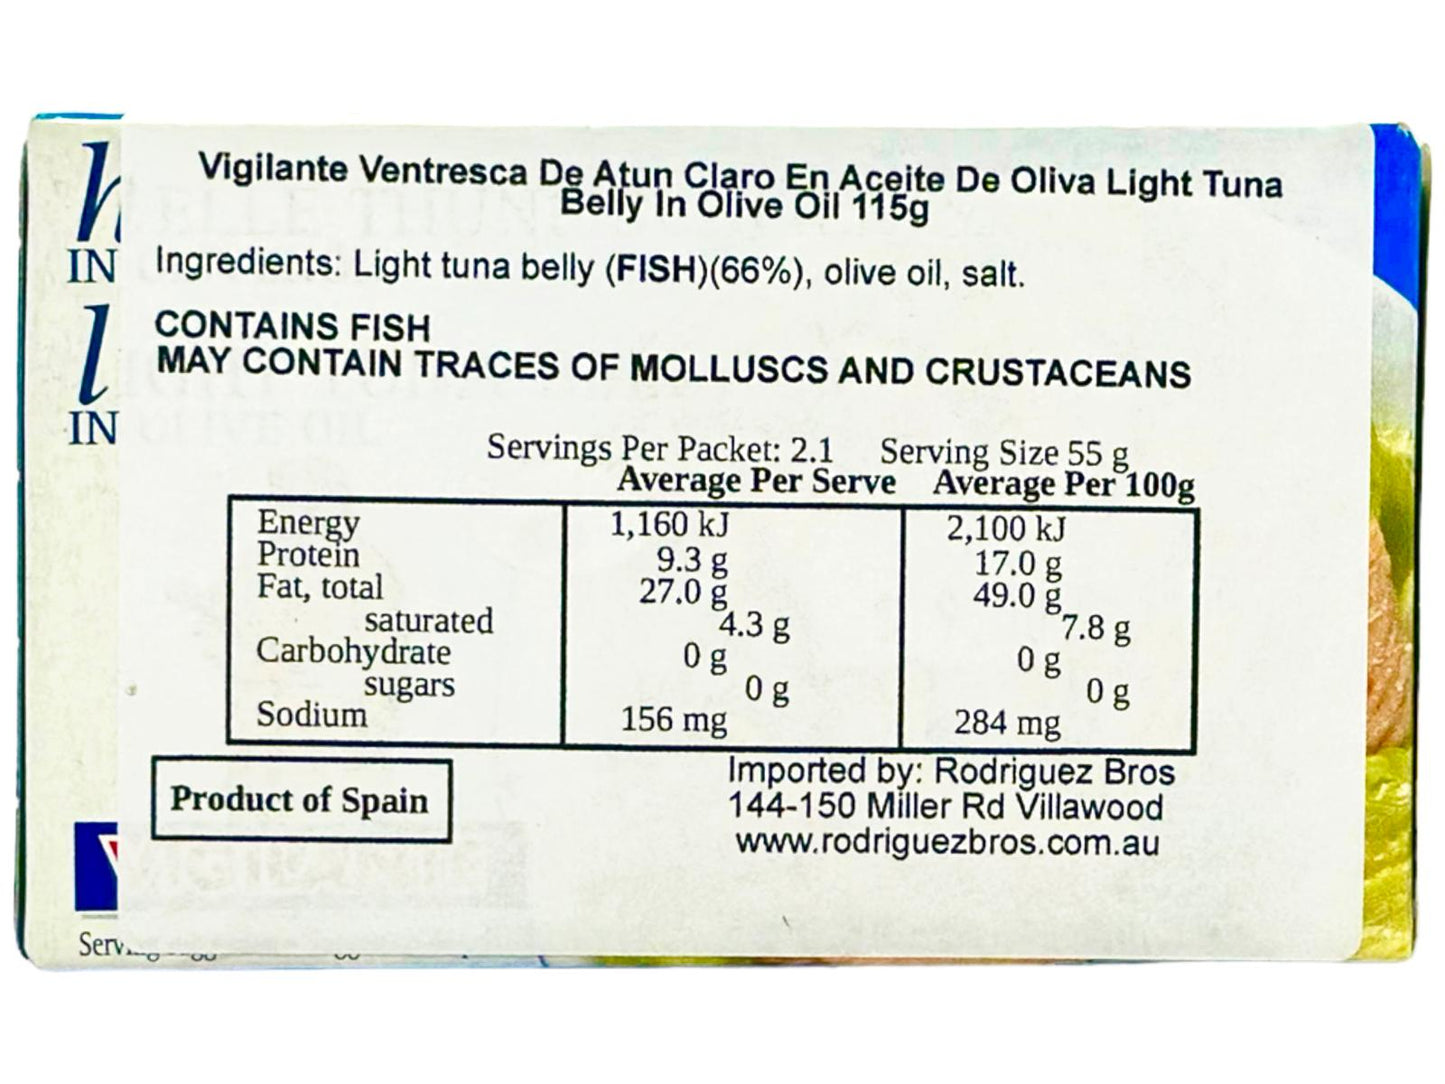 h
IN
l
IN
Vigilante Ventresca De Atun Claro En Aceite De Oliva Light Tuna
Belly In Olive Oil 115g
Ingredients: Light tuna belly (FISH)(66%), olive oil, salt.
CONTAINS FISH
MAY CONTAIN TRACES OF MOLLUSCS AND CRUSTACEANS
Servings Per Packet: 2.1 Serving Size 55 g
Average Per Serve Average Per 100g
Energy 1,160 kJ 2,100 kJ
Protein 9.3 g 17.0 g
Fat, total 27.0 g 49.0 g
saturated 4.3 g 7.8 g
Carbohydrate 0 g 0 g
sugars 0 g 0 g
Sodium 156 mg 284 mg
Product of Spain
Imported by: Rodriguez Bros
144-150 Miller Rd Villawood
www.rodriguezbros.com.au